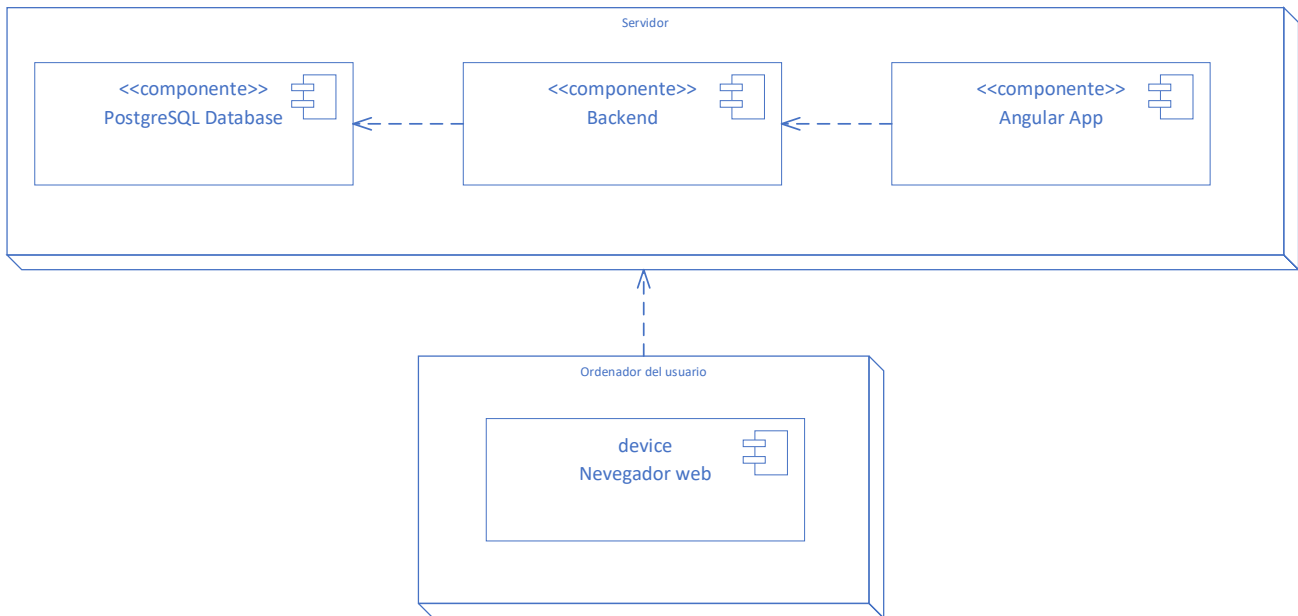 Servidor
<<componente>>
PostgreSQL Database
<<componente>>
Backend
<<componente>>
Angular App
Ordenador del usuario
device
Nevegador web